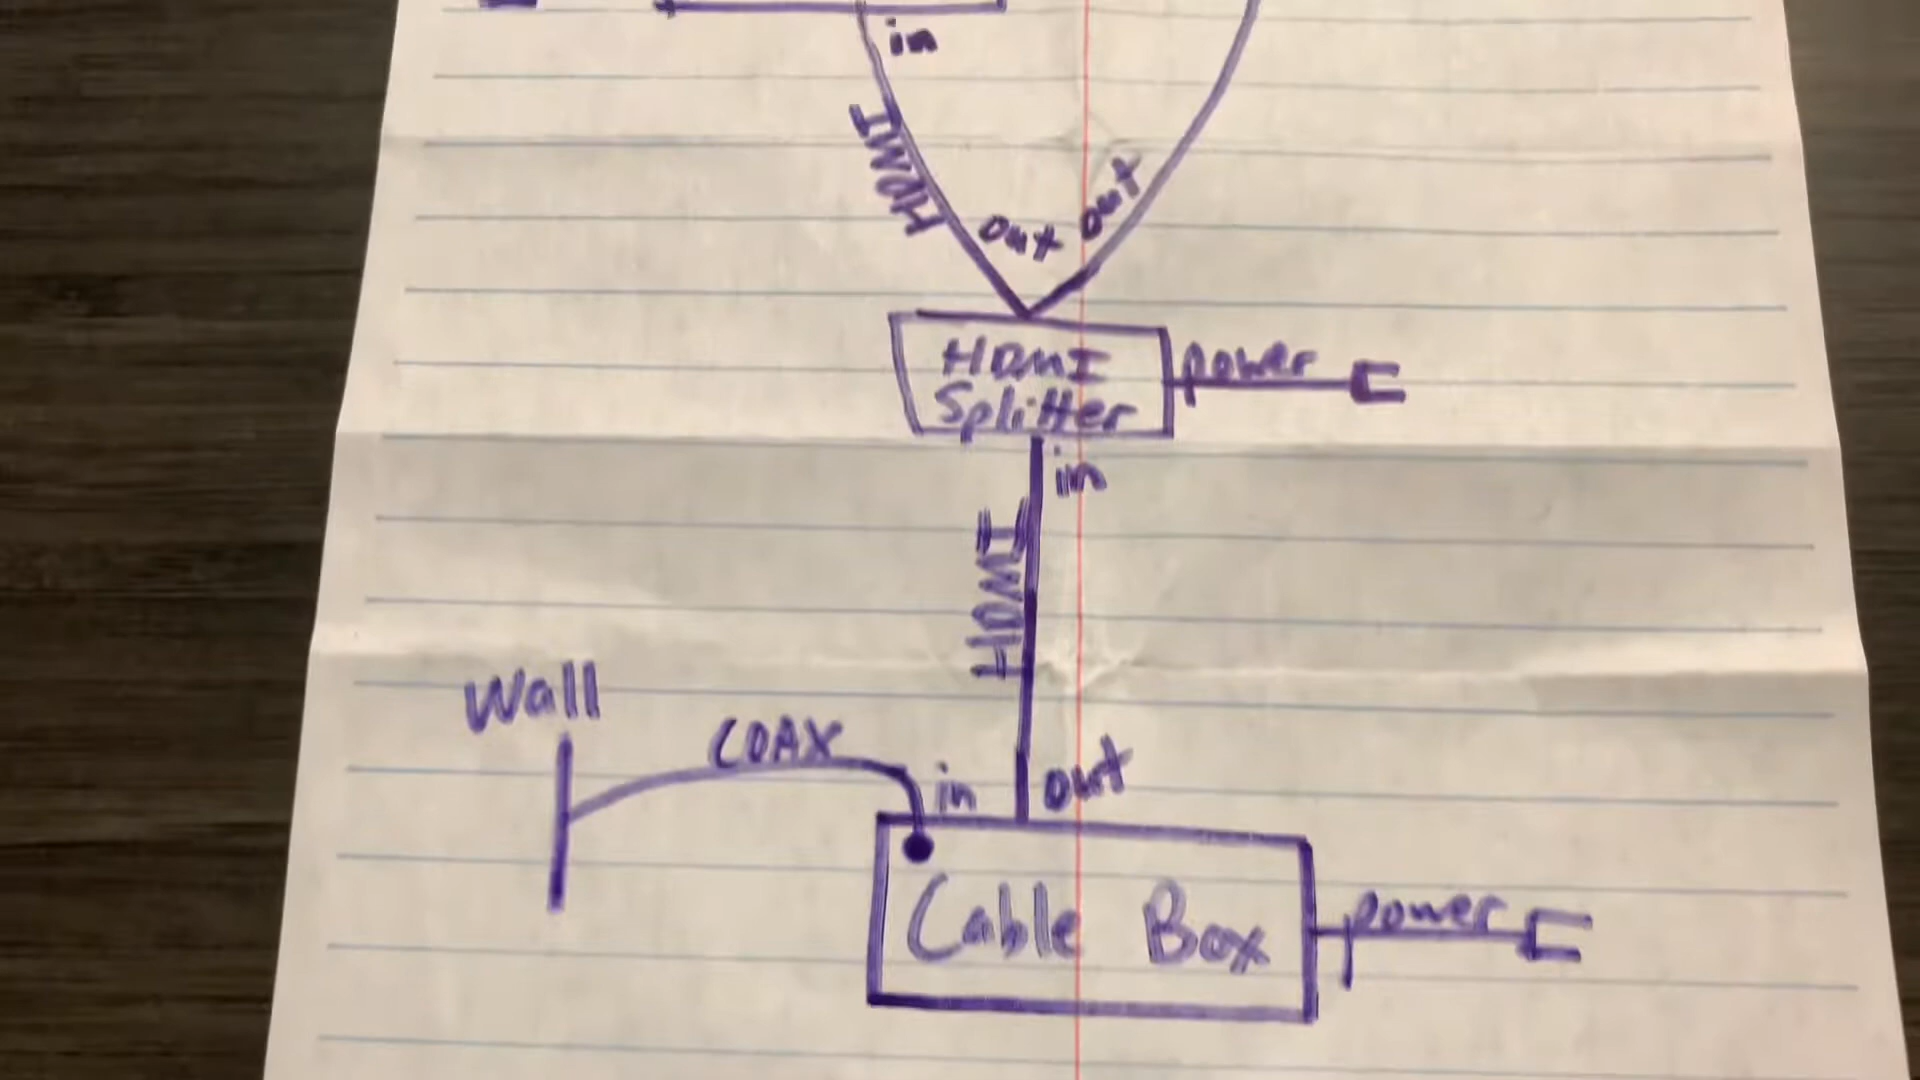 in
HDMI
out
out
HDMI
Splitter
power
in
HDMI
Wall
COAX
in
out
Cable Box
power